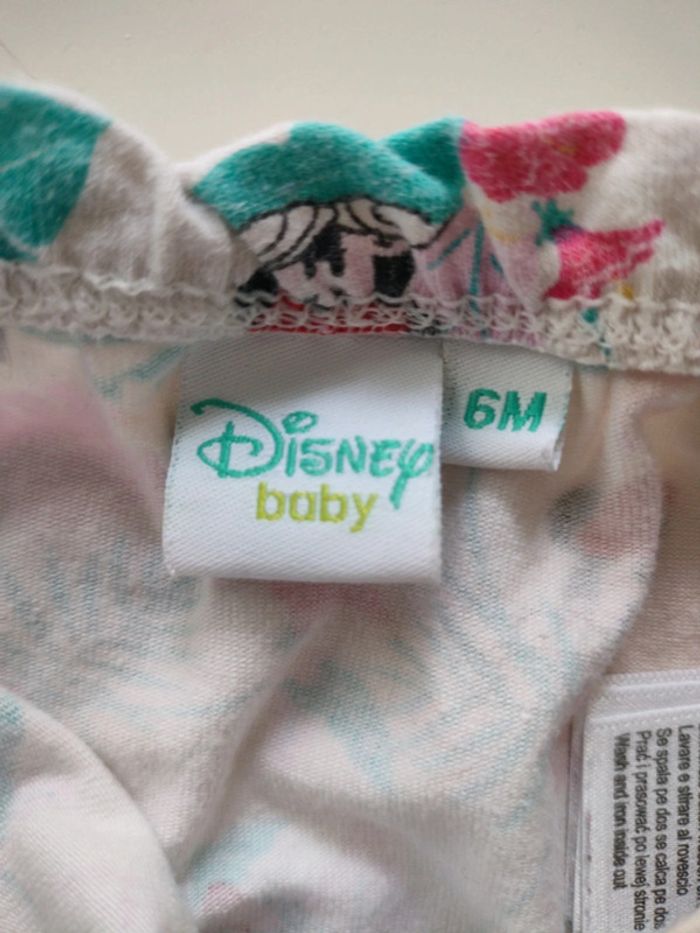 Disney
baby
6M
Lavare e stirare al rovescio
Se spala pe dos se calca pe dos
Prać i prasować po lewej stronie
Wash and iron inside out